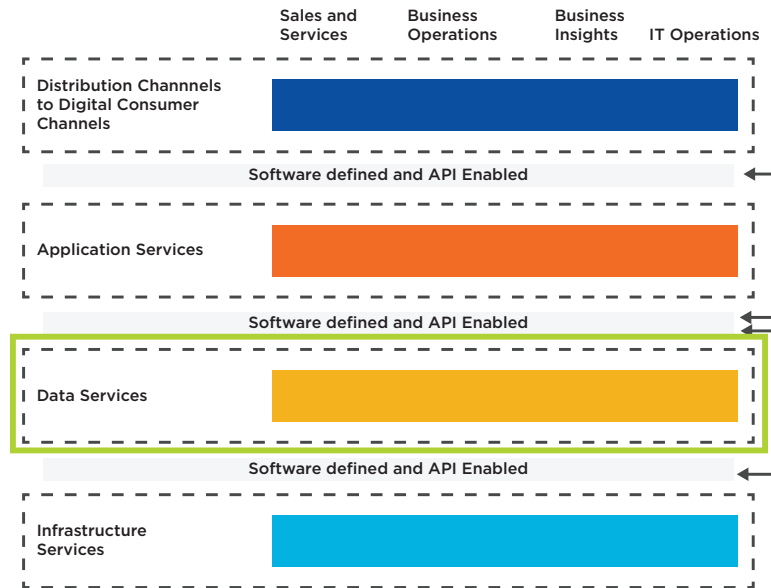 Sales and
Services
Business
Operations
Business
Insights
IT Operations
Distribution Channnels
to Digital Consumer
Channels
Software defined and API Enabled
Application Services
Software defined and API Enabled
Data Services
Software defined and API Enabled
Infrastructure
Services